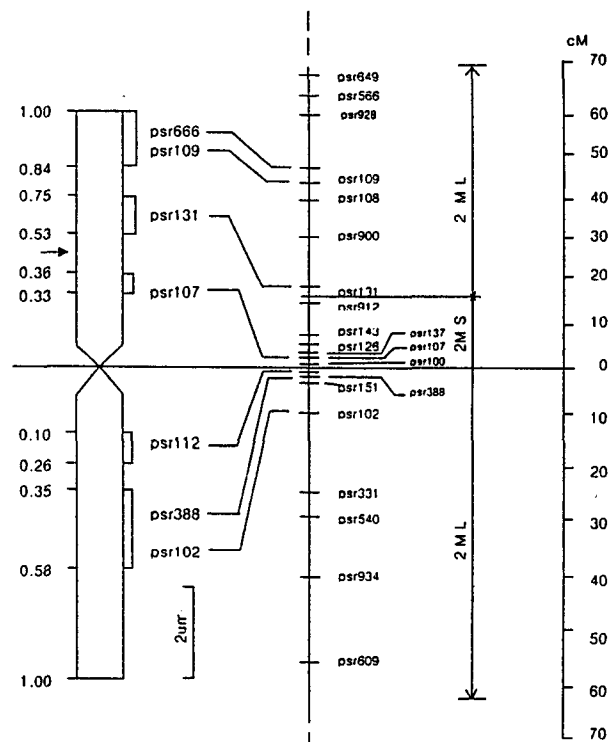 cM
70
60
50
40
30
20
10
0
10
20
30
40
50
60
70
1.00
0.84
0.75
0.53
0.36
0.33
0.10
0.26
0.35
0.58
1.00
psr666
psr109
psr131
psr107
psr112
psr388
psr102
2um
psr649
psr566
psr928
psr109
psr108
psr900
psr131
psr912
psr143
psr126
psr137
psr107
psr100
psr151
psr388
psr102
psr331
psr540
psr934
psr609
2 M L
2M S
2 M L